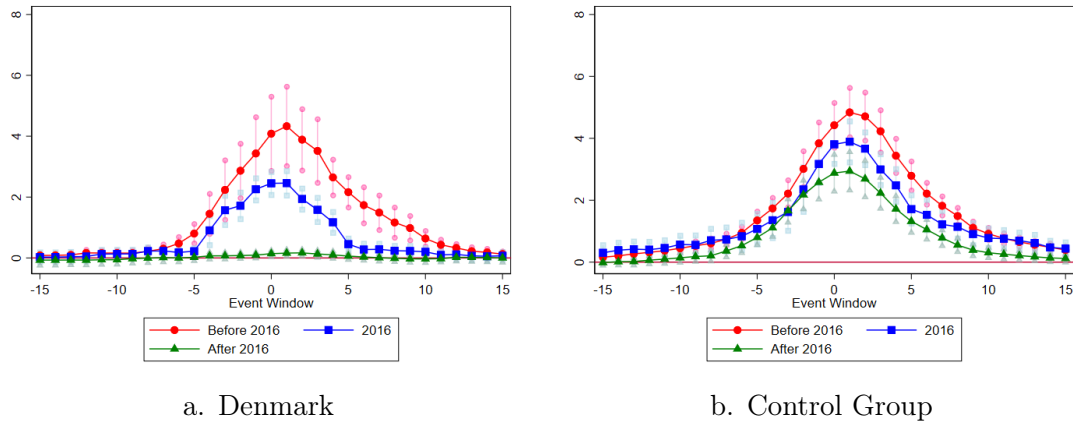 8
6
4
2
0
-15 -10 -5 0 5 10 15
Event Window
Before 2016 2016
After 2016
a. Denmark
8
6
4
2
0
-15 -10 -5 0 5 10 15
Event Window
Before 2016 2016
After 2016
b. Control Group